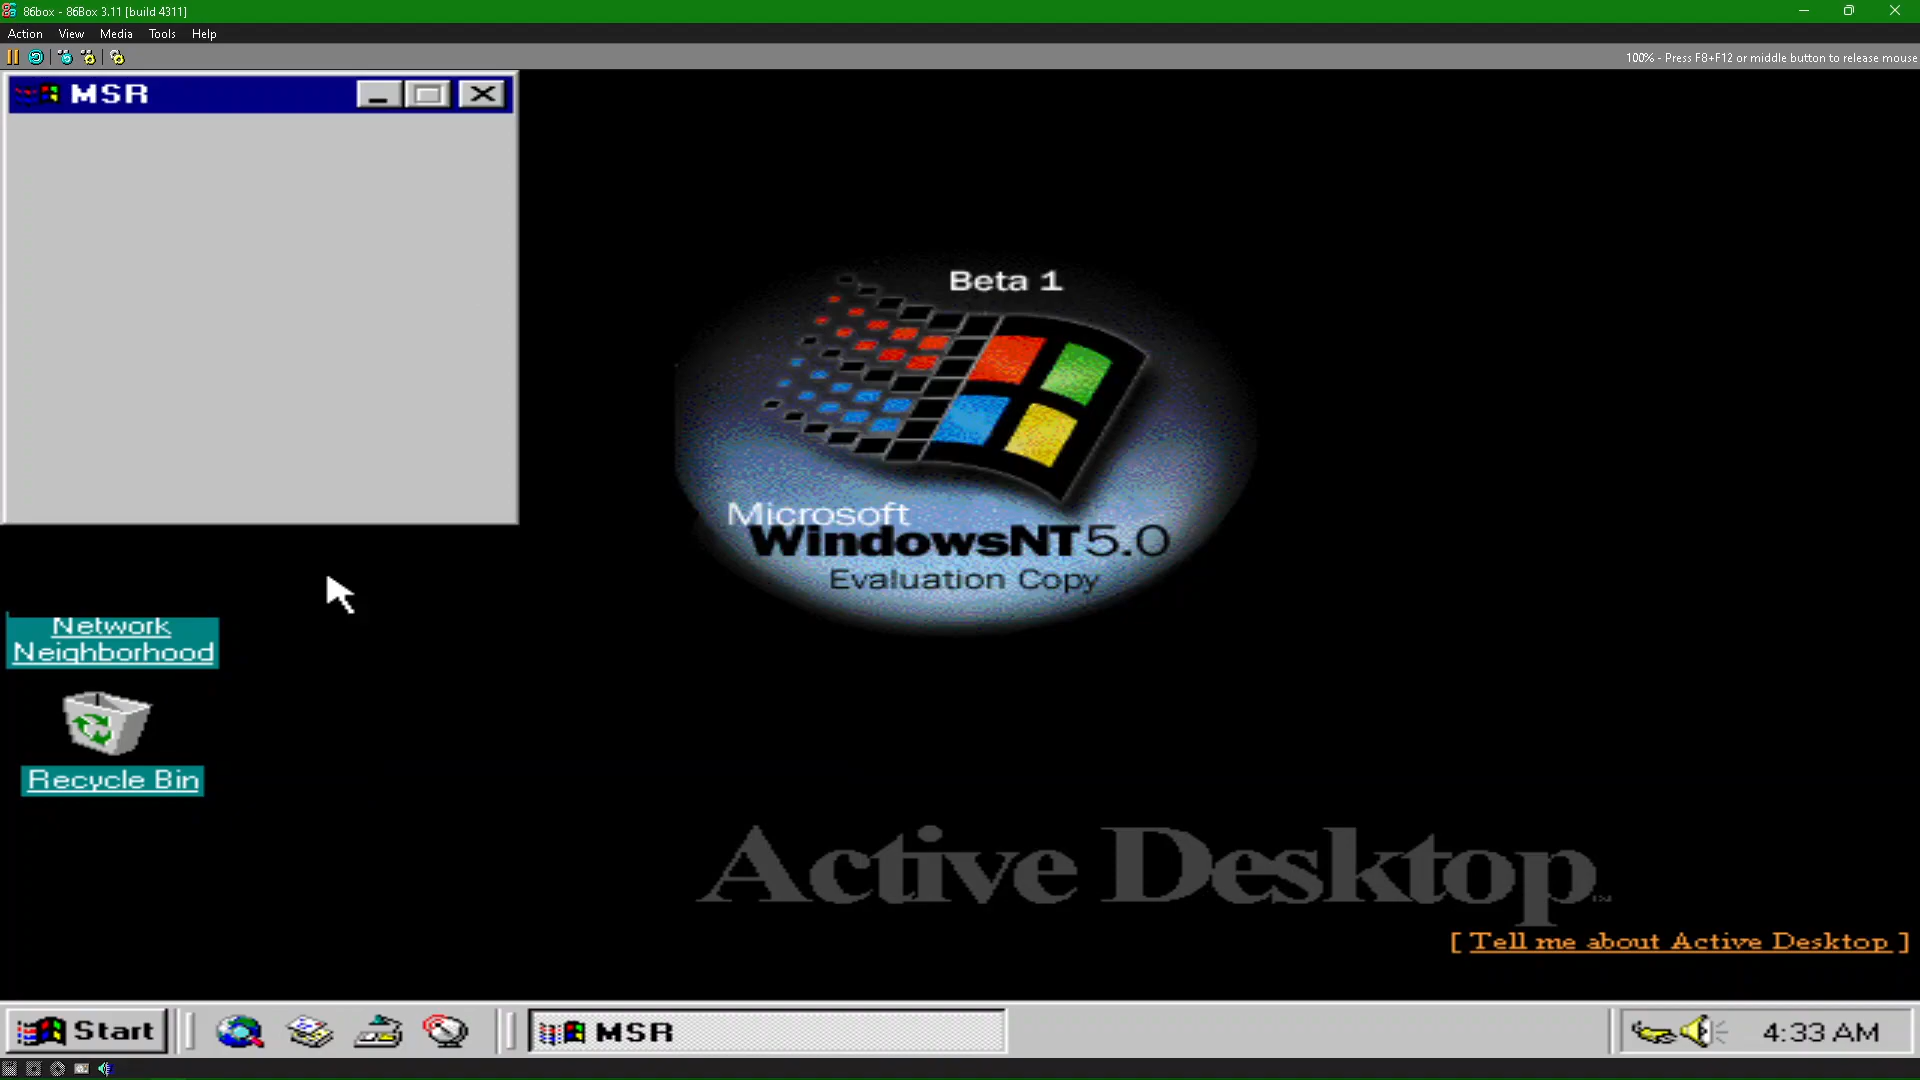 86box - 86Box 3.11 [build 4311]
Action View Media Tools Help
100% - Press F8+F12 or middle button to release mouse
MSR
Beta 1
Microsoft
WindowsNT 5.0
Evaluation Copy
Network
Neighborhood
Recycle Bin
Active Desktop
[ Tell me about Active Desktop ]
Start MSR 4:33 AM